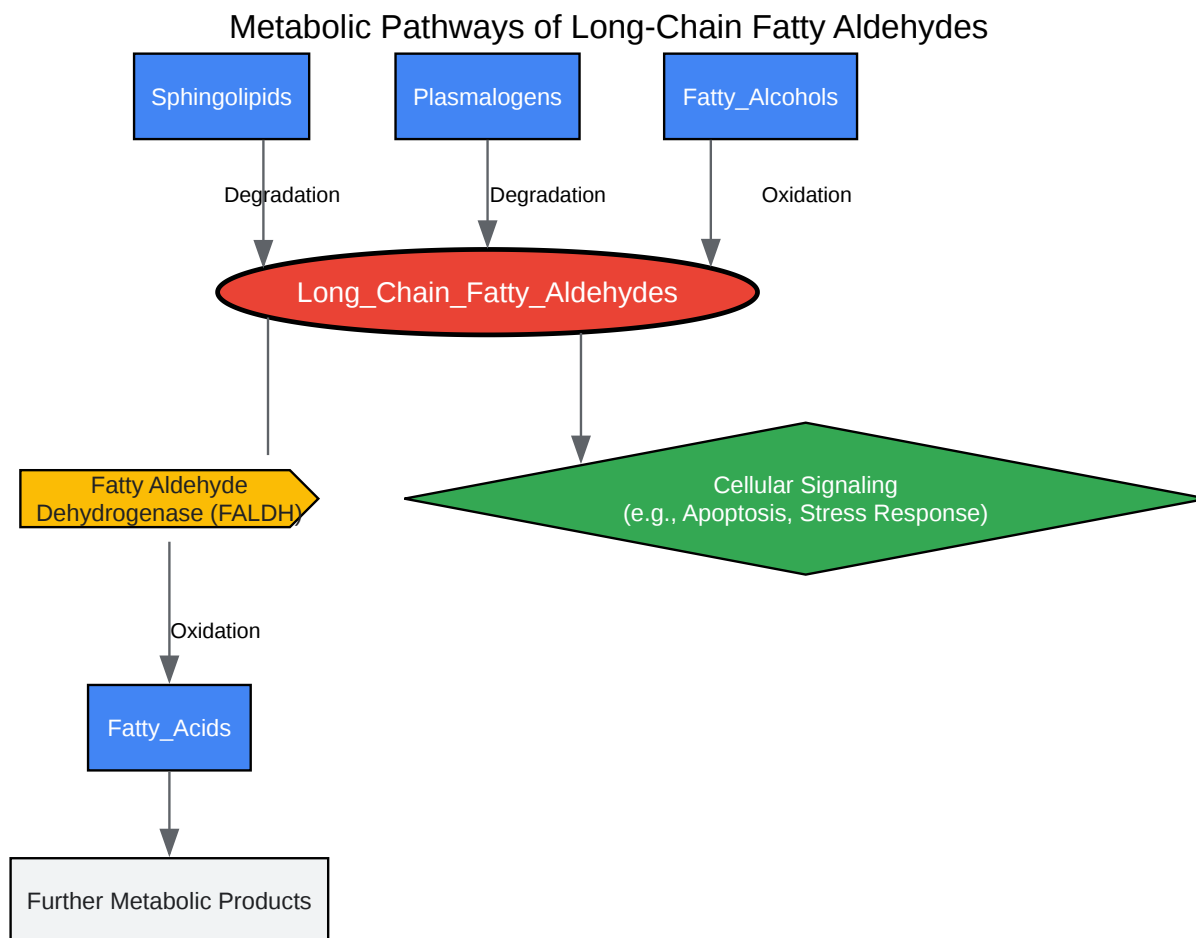 Metabolic Pathways of Long-Chain Fatty Aldehydes
Sphingolipids
Plasmalogens
Fatty_Alcohols
Degradation
Degradation
Oxidation
Long_Chain_Fatty_Aldehydes
Fatty Aldehyde
Dehydrogenase (FALDH)
Cellular Signaling
(e.g., Apoptosis, Stress Response)
Oxidation
Fatty_Acids
Further Metabolic Products